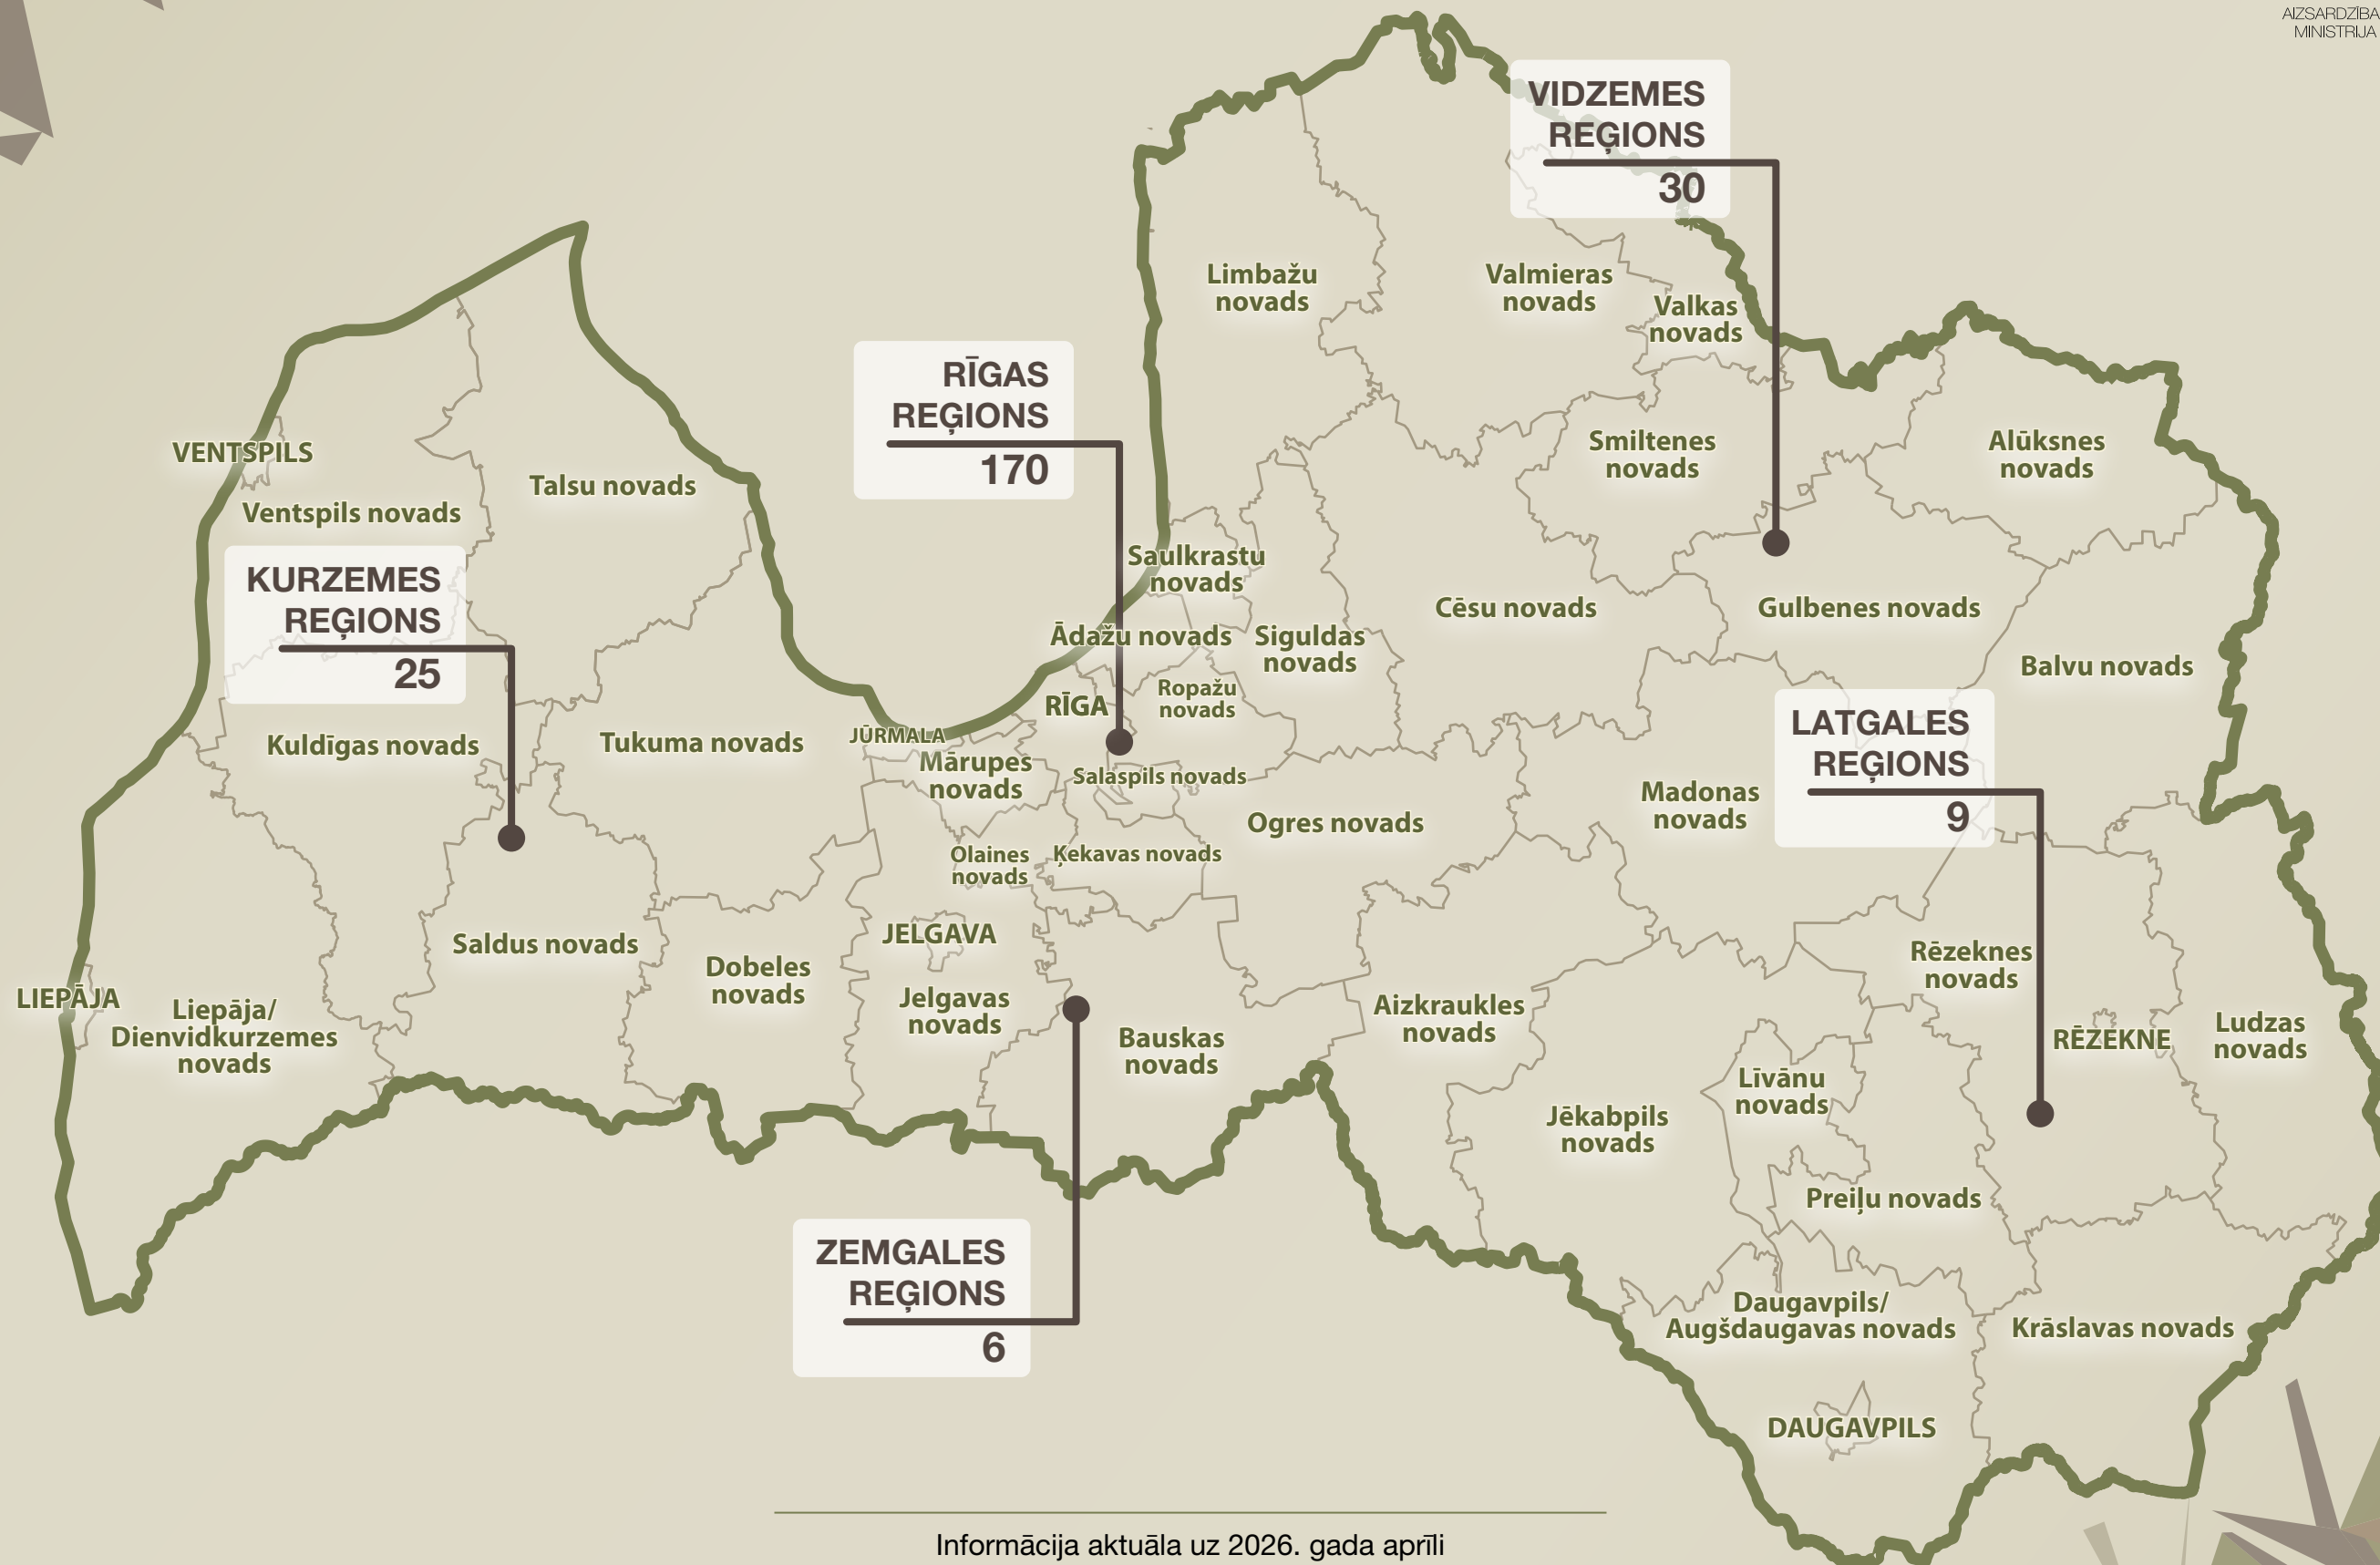 AIZSARDZĪBA
MINISTRIJA
VIDZEMES
REĢIONS
30
Limbažu
novads
Valmieras
novads
Valkas
novads
RĪGAS
REĢIONS
170
Smiltenes
novads
Alūksnes
novads
VENTSPILS
Talsu novads
Ventspils novads
KURZEMES
REĢIONS
25
Saulkrastu
novads
Cēsu novads
Gulbenes novads
Ādažu novads
Siguldas
novads
Balvu novads
Ropažu
novads
RĪGA
LATGALES
REĢIONS
9
Kuldīgas novads
Tukuma novads
JŪRMALA
Mārupes
novads
Salaspils novads
Madonas
novads
Ogres novads
Olaines
novads
Ķekavas novads
Saldus novads
JELGAVA
Dobeles
novads
Rēzeknes
novads
LIEPĀJA
Liepāja/
Dienvidkurzemes
novads
Jelgavas
novads
Bauskas
novads
Aizkraukles
novads
RĒZEKNE
Ludzas
novads
Līvānu
novads
Jēkabpils
novads
Preiļu novads
ZEMGALES
REĢIONS
6
Daugavpils/
Augšdaugavas novads
Krāslavas novads
DAUGAVPILS
Informācija aktuāla uz 2026. gada aprīli